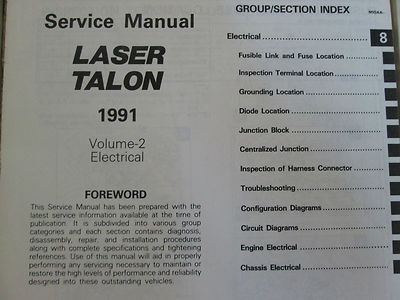 Service Manual
LASER
TALON
1991
Volume-2
Electrical
FOREWORD
This Service Manual has been prepared with the
latest service information available at the time of
publication. It is subdivided into various group
categories and each section contains diagnosis,
disassembly, repair, and installation procedures
along with complete specifications and tightening
references. Use of this manual will aid in properly
performing any servicing necessary to maintain or
restore the high levels of performance and reliability
designed into these outstanding vehicles.
GROUP/SECTION INDEX
Electrical 8
Fusible Link and Fuse Location
Inspection Terminal Location
Grounding Location
Diode Location
Junction Block
Centralized Junction
Inspection of Harness Connector
Troubleshooting
Configuration Diagrams
Circuit Diagrams
Engine Electrical
Chassis Electrical